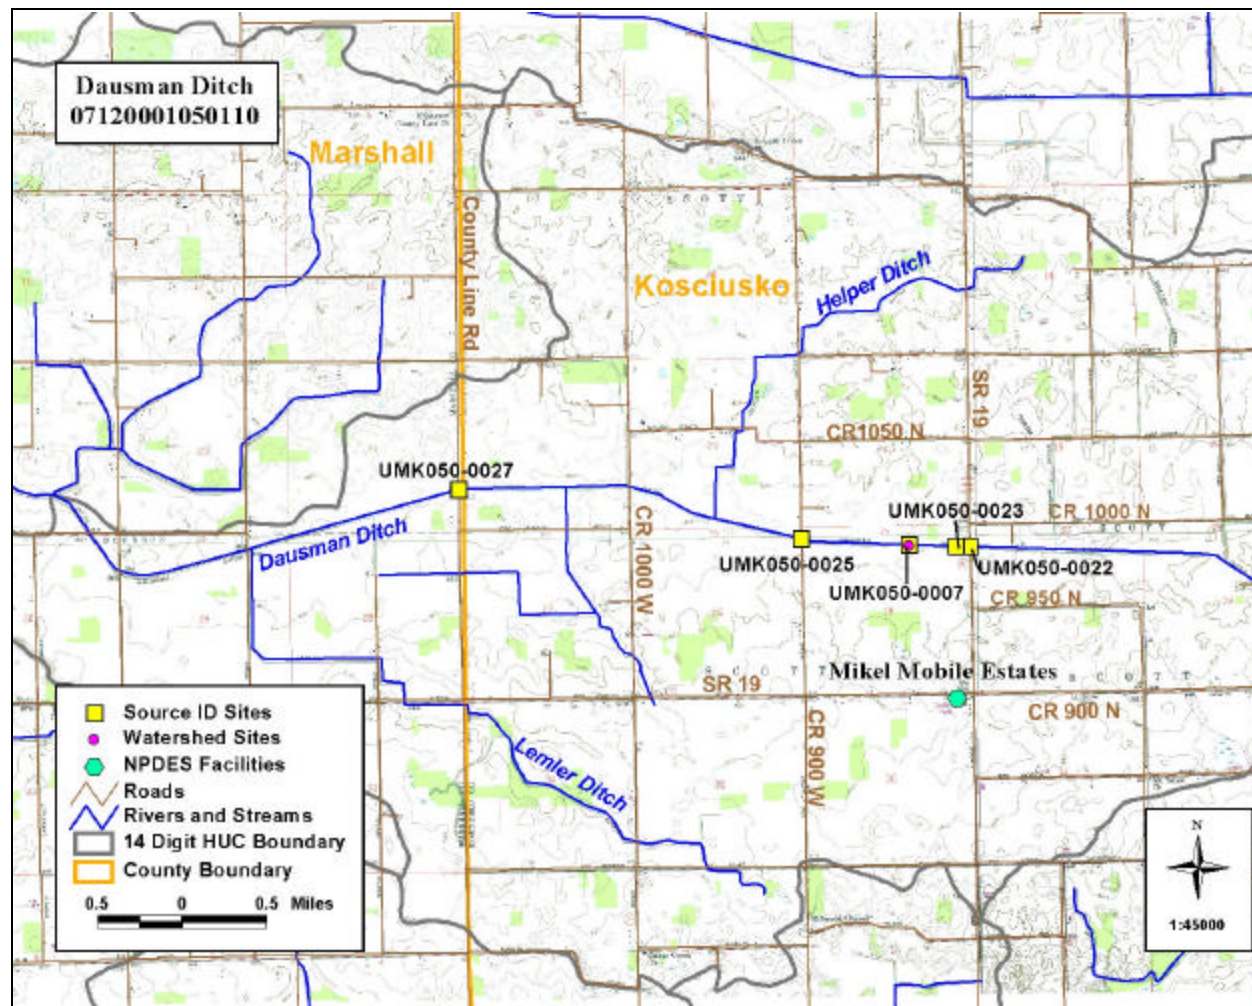 Dausman Ditch
07120001050110
Marshall
County Line Rd
Kosciusko
Helper Ditch
SR 19
CR1050 N
UMK050-0027
CR 1000 W
UMK050-0023
CR 1000 N
SCOTT
Dausman Ditch
UMK050-0025
UMK050-0022
UMK050-0007
CR 950 N
Mikel Mobile Estates
SCOTT
SCOTT
SR 19
CR 900 N
CR 900 W
Lemler Ditch
Source ID Sites
Watershed Sites
NPDES Facilities
Roads
Rivers and Streams
14 Digit HUC Boundary
County Boundary
0.5 0 0.5 Miles
N
1:45000